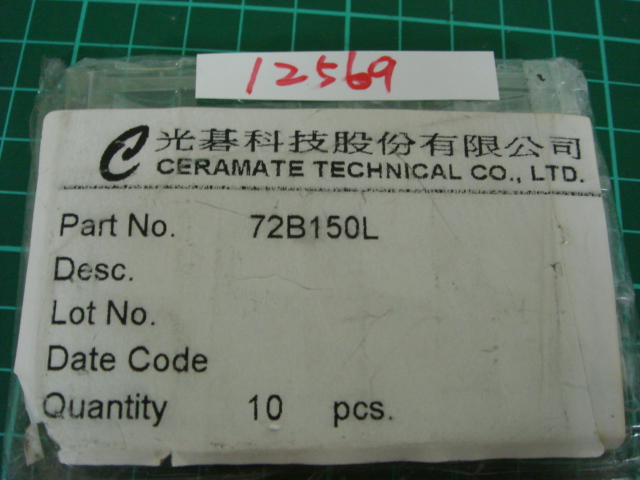 12569
光碁科技股份有限公司
CERAMATE TECHNICAL CO., LTD.
Part No. 72B150L
Desc.
Lot No.
Date Code
Quantity 10 pcs.